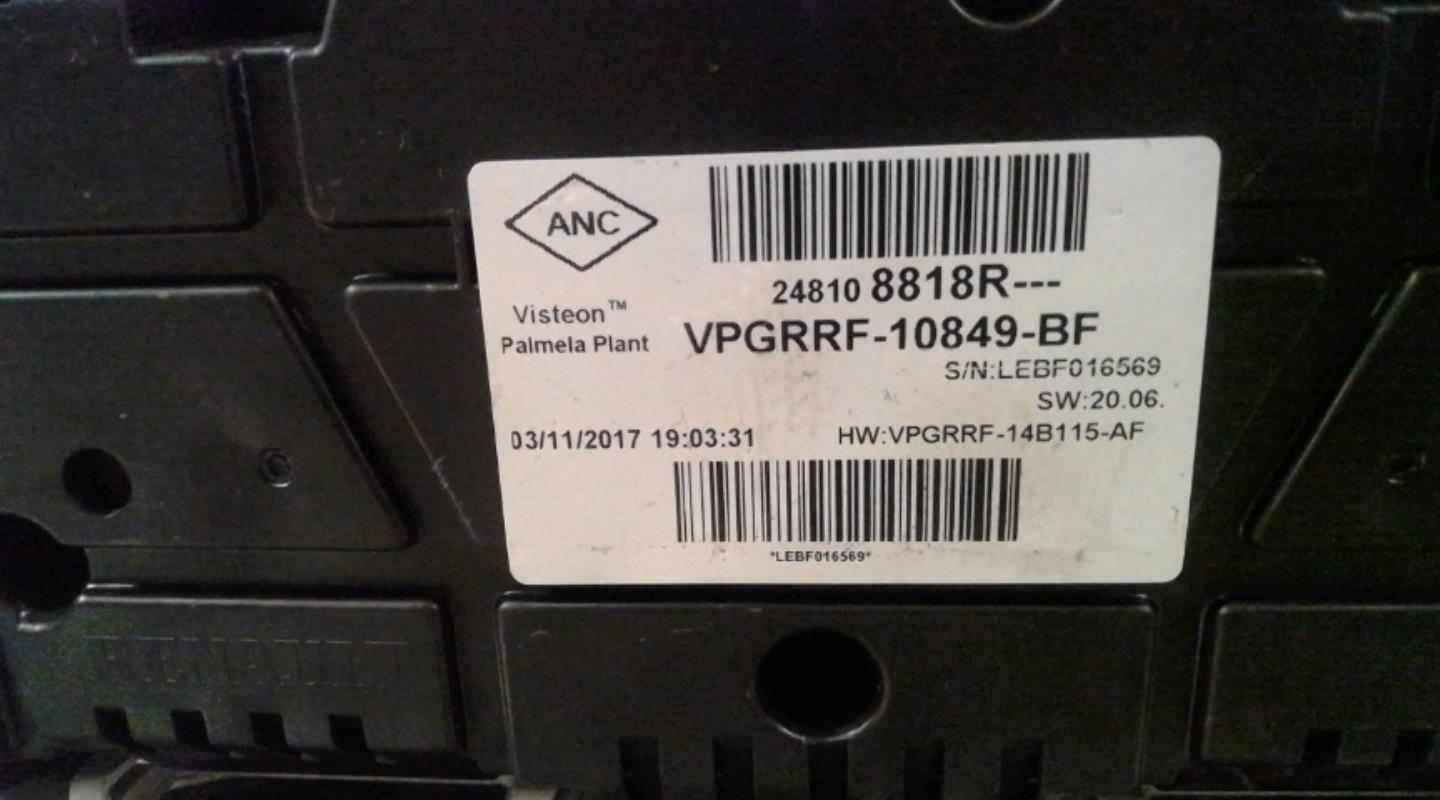 ANC
24810 8818R---
Visteon™
Palmela Plant
VPGRRF-10849-BF
S/N:LEBF016569
SW:20.06.
03/11/2017 19:03:31
HW:VPGRRF-14B115-AF
*LEBF016569*
RENAULT